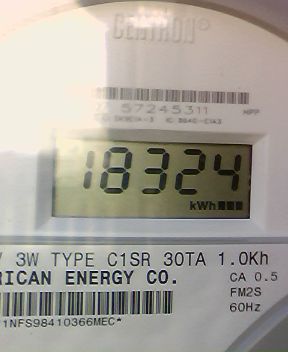 CENTRON®
57245311
MPP
18324
kWh
3W TYPE C1SR 30TA 1.0Kh
RICAN ENERGY CO.
CA 0.5
FM2S
60Hz
1NFS98410366MEC*